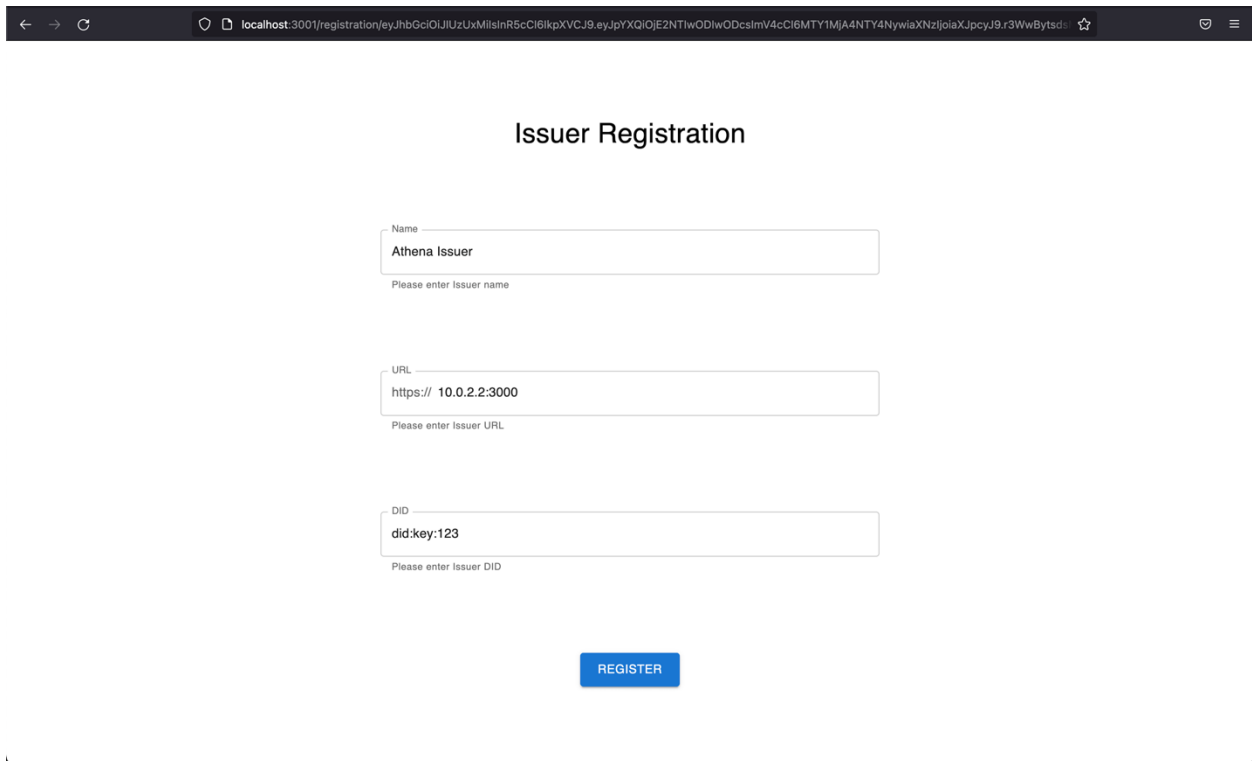 localhost:3001/registration/eyJhbGciOiJIUzUxMiIsInR5cCI6IkpXVCJ9.eyJpYXQiOjE2NTIwODIwODcsImV4cCI6MTY1MjA4NTY4NywiaXNzIjoiaXJpcyJ9.r3WwBytsds
Issuer Registration
Name
Athena Issuer
Please enter Issuer name
URL
https:// 10.0.2.2:3000
Please enter Issuer URL
DID
did:key:123
Please enter Issuer DID
REGISTER